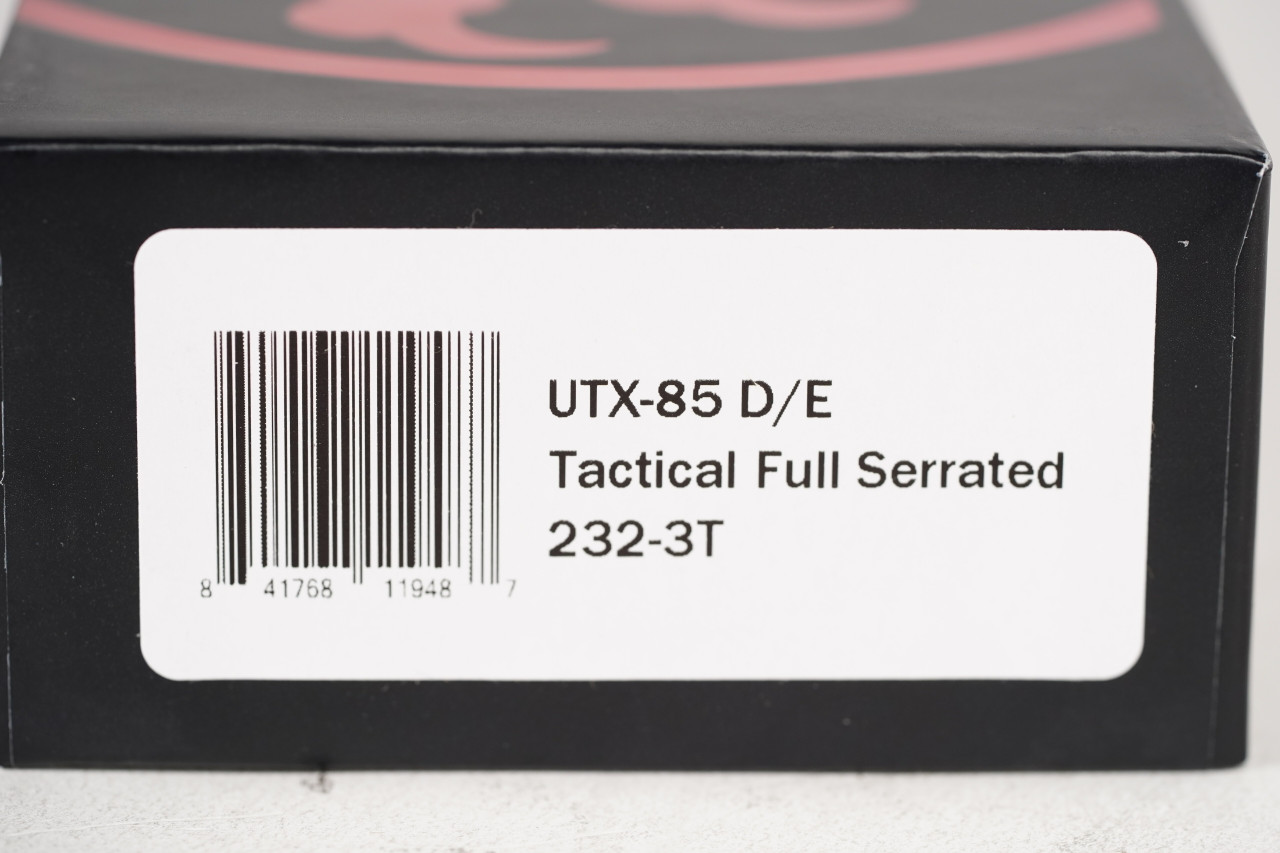 UTX-85 D/E
Tactical Full Serrated
232-3T
8 41768 11948 7